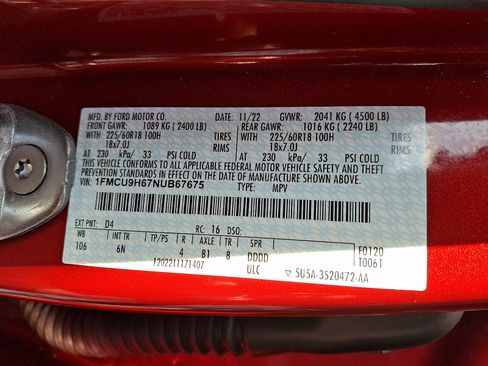 MFD. BY FORD MOTOR CO. DATE: 11/22 GVWR: 2041 KG ( 4500 LB)
FRONT GAWR: 1089 KG ( 2400 LB) REAR GAWR: 1016 KG ( 2240 LB)
WITH 225/60R18 100H TIRES WITH 225/60R18 100H TIRES
18x7.0J RIMS 18x7.0J RIMS
AT 230 kPa/ 33 PSI COLD AT 230 kPa/ 33 PSI COLD
THIS VEHICLE CONFORMS TO ALL APPLICABLE FEDERAL MOTOR VEHICLE SAFETY AND THEFT
PREVENTION STANDARDS IN EFFECT ON THE DATE OF MANUFACTURE SHOWN ABOVE.
VIN: 1FMCU9H67NUB67675 TYPE: MPV
EXT PNT: D4 RC: 16 DSO:
WB INT TR TP/PS R AXLE TR SPR F0120
106 6N 4 81 8 DDDD T0061
1202211171407 ULC 5U5A-3520472-AA